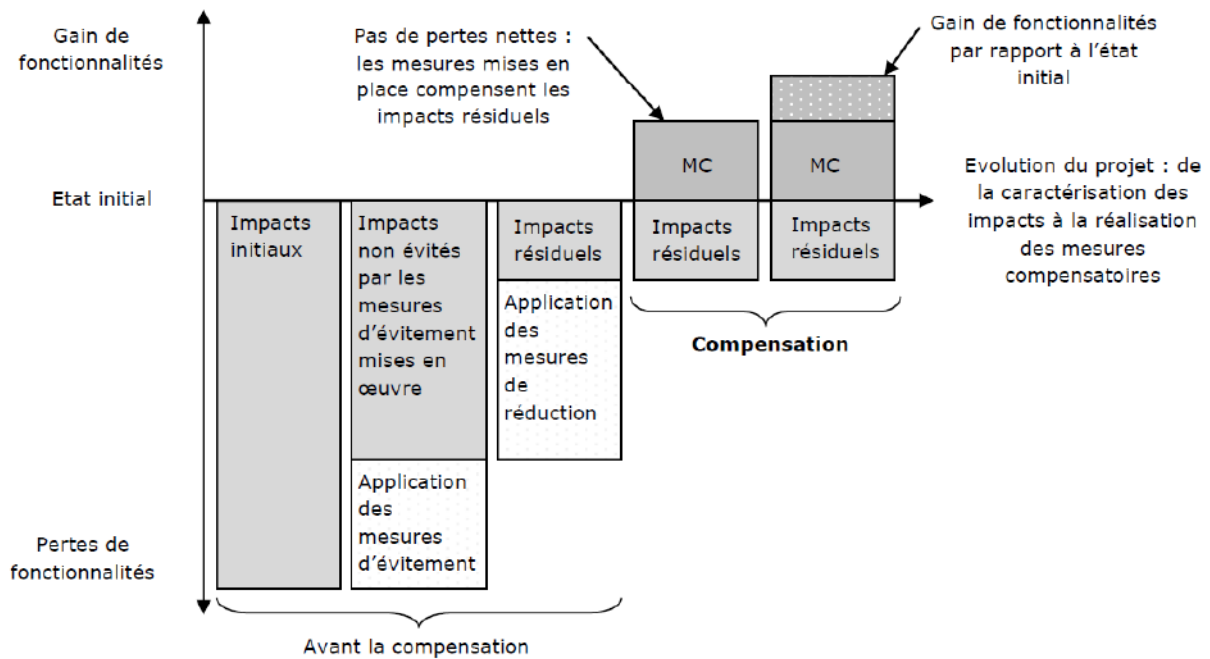 Gain de
fonctionnalités
Pas de pertes nettes :
les mesures mises en
place compensent les
impacts résiduels
Gain de fonctionnalités
par rapport à l'état
initial
MC
MC
Etat initial
Evolution du projet : de
la caractérisation des
impacts à la réalisation
des mesures
compensatoires
Impacts
initiaux
Impacts
non évités
par les
mesures
d'évitement
mises en
œuvre
Impacts
résiduels
Impacts
résiduels
Impacts
résiduels
Application
des
mesures
de
réduction
Compensation
Application
des
mesures
d'évitement
Pertes de
fonctionnalités
Avant la compensation